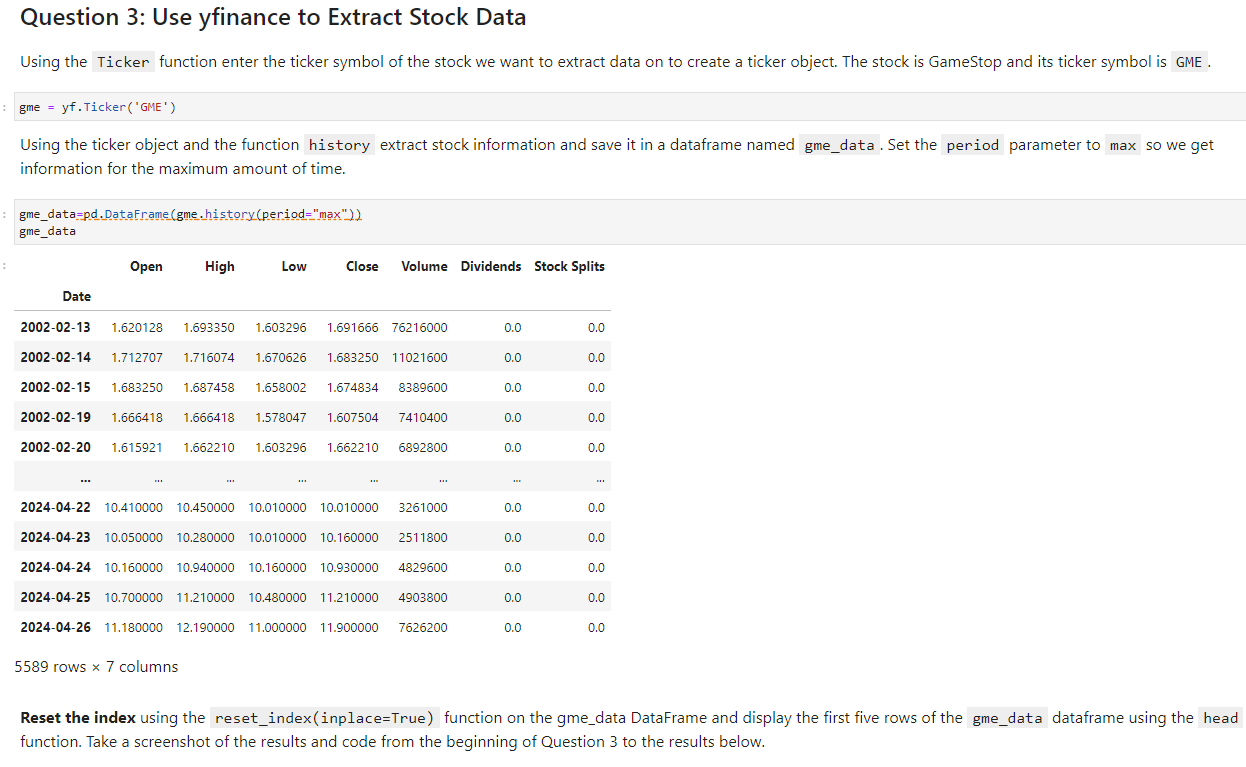 Question 3: Use yfinance to Extract Stock Data
Using the Ticker function enter the ticker symbol of the stock we want to extract data on to create a ticker object. The stock is GameStop and its ticker symbol is GME .
: gme = yf.Ticker('GME')
Using the ticker object and the function history extract stock information and save it in a dataframe named gme_data . Set the period parameter to max so we get
information for the maximum amount of time.
: gme_data=pd.DataFrame(gme.history(period="max"))
gme_data
: Open High Low Close Volume Dividends Stock Splits
Date
2002-02-13 1.620128 1.693350 1.603296 1.691666 76216000 0.0 0.0
2002-02-14 1.712707 1.716074 1.670626 1.683250 11021600 0.0 0.0
2002-02-15 1.683250 1.687458 1.658002 1.674834 8389600 0.0 0.0
2002-02-19 1.666418 1.666418 1.578047 1.607504 7410400 0.0 0.0
2002-02-20 1.615921 1.662210 1.603296 1.662210 6892800 0.0 0.0
... ... ... ... ... ... ... ...
2024-04-22 10.410000 10.450000 10.010000 10.010000 3261000 0.0 0.0
2024-04-23 10.050000 10.280000 10.010000 10.160000 2511800 0.0 0.0
2024-04-24 10.160000 10.940000 10.160000 10.930000 4829600 0.0 0.0
2024-04-25 10.700000 11.210000 10.480000 11.210000 4903800 0.0 0.0
2024-04-26 11.180000 12.190000 11.000000 11.900000 7626200 0.0 0.0
5589 rows × 7 columns
Reset the index using the reset_index(inplace=True) function on the gme_data DataFrame and display the first five rows of the gme_data dataframe using the head
function. Take a screenshot of the results and code from the beginning of Question 3 to the results below.